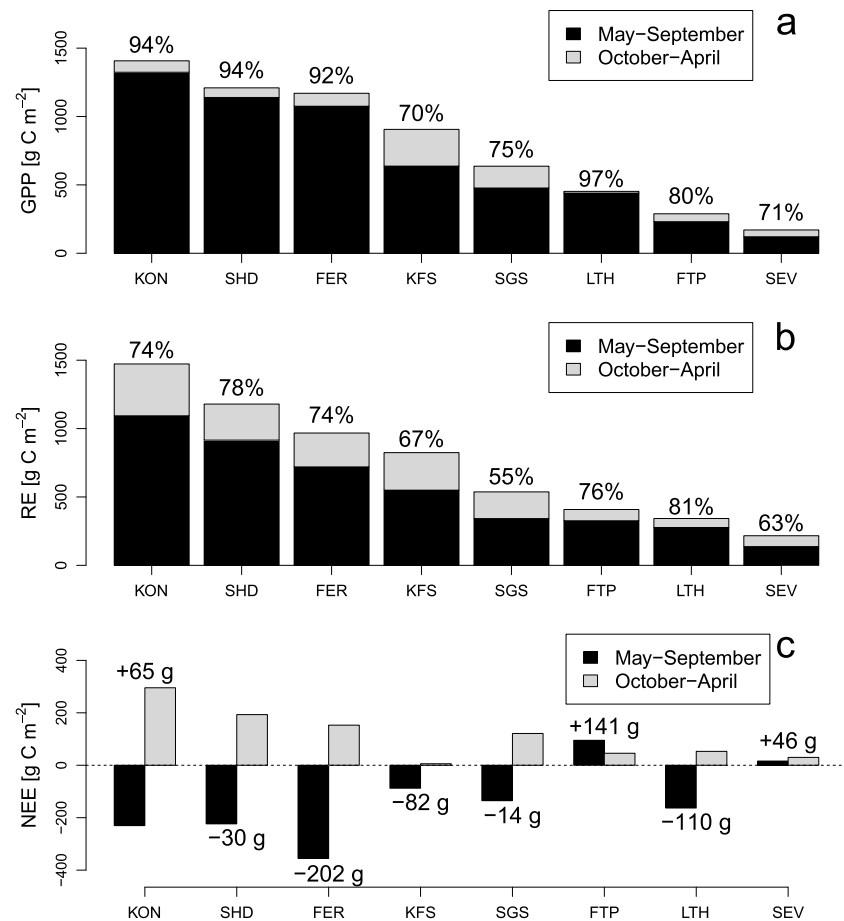 a
May−September
October−April
GPP [g C m−2]
0 500 1000 1500
94% 94% 92% 70% 75% 97% 80% 71%
KON SHD FER KFS SGS LTH FTP SEV
b
May−September
October−April
RE [g C m−2]
0 500 1000 1500
74% 78% 74% 67% 55% 76% 81% 63%
KON SHD FER KFS SGS FTP LTH SEV
c
May−September
October−April
NEE [g C m−2]
−400 −200 0 200 400
+65 g −30 g −202 g −82 g −14 g +141 g −110 g +46 g
KON SHD FER KFS SGS FTP LTH SEV